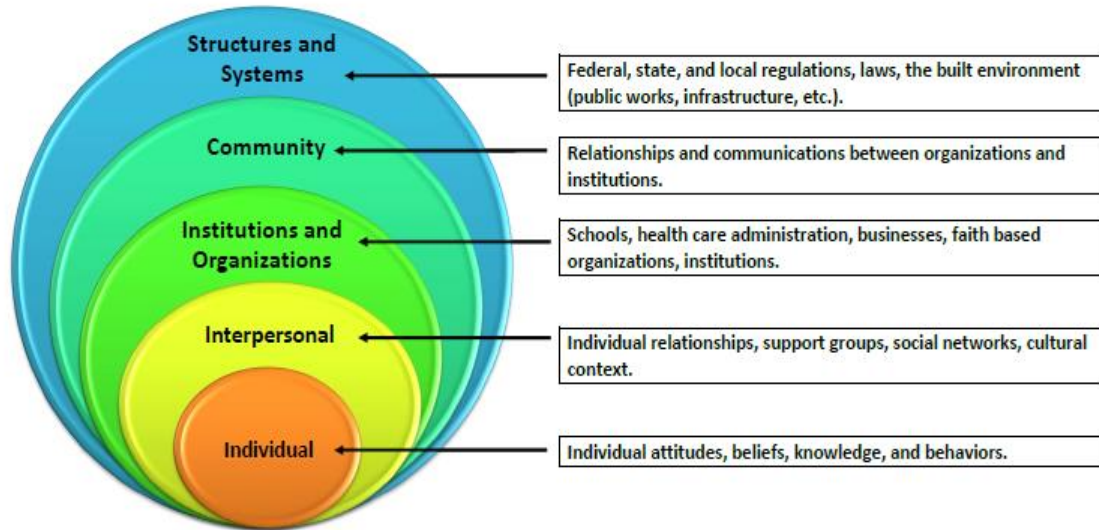 Structures and
Systems
Federal, state, and local regulations, laws, the built environment
(public works, infrastructure, etc.).
Community
Relationships and communications between organizations and
institutions.
Institutions and
Organizations
Schools, health care administration, businesses, faith based
organizations, institutions.
Interpersonal
Individual relationships, support groups, social networks, cultural
context.
Individual
Individual attitudes, beliefs, knowledge, and behaviors.